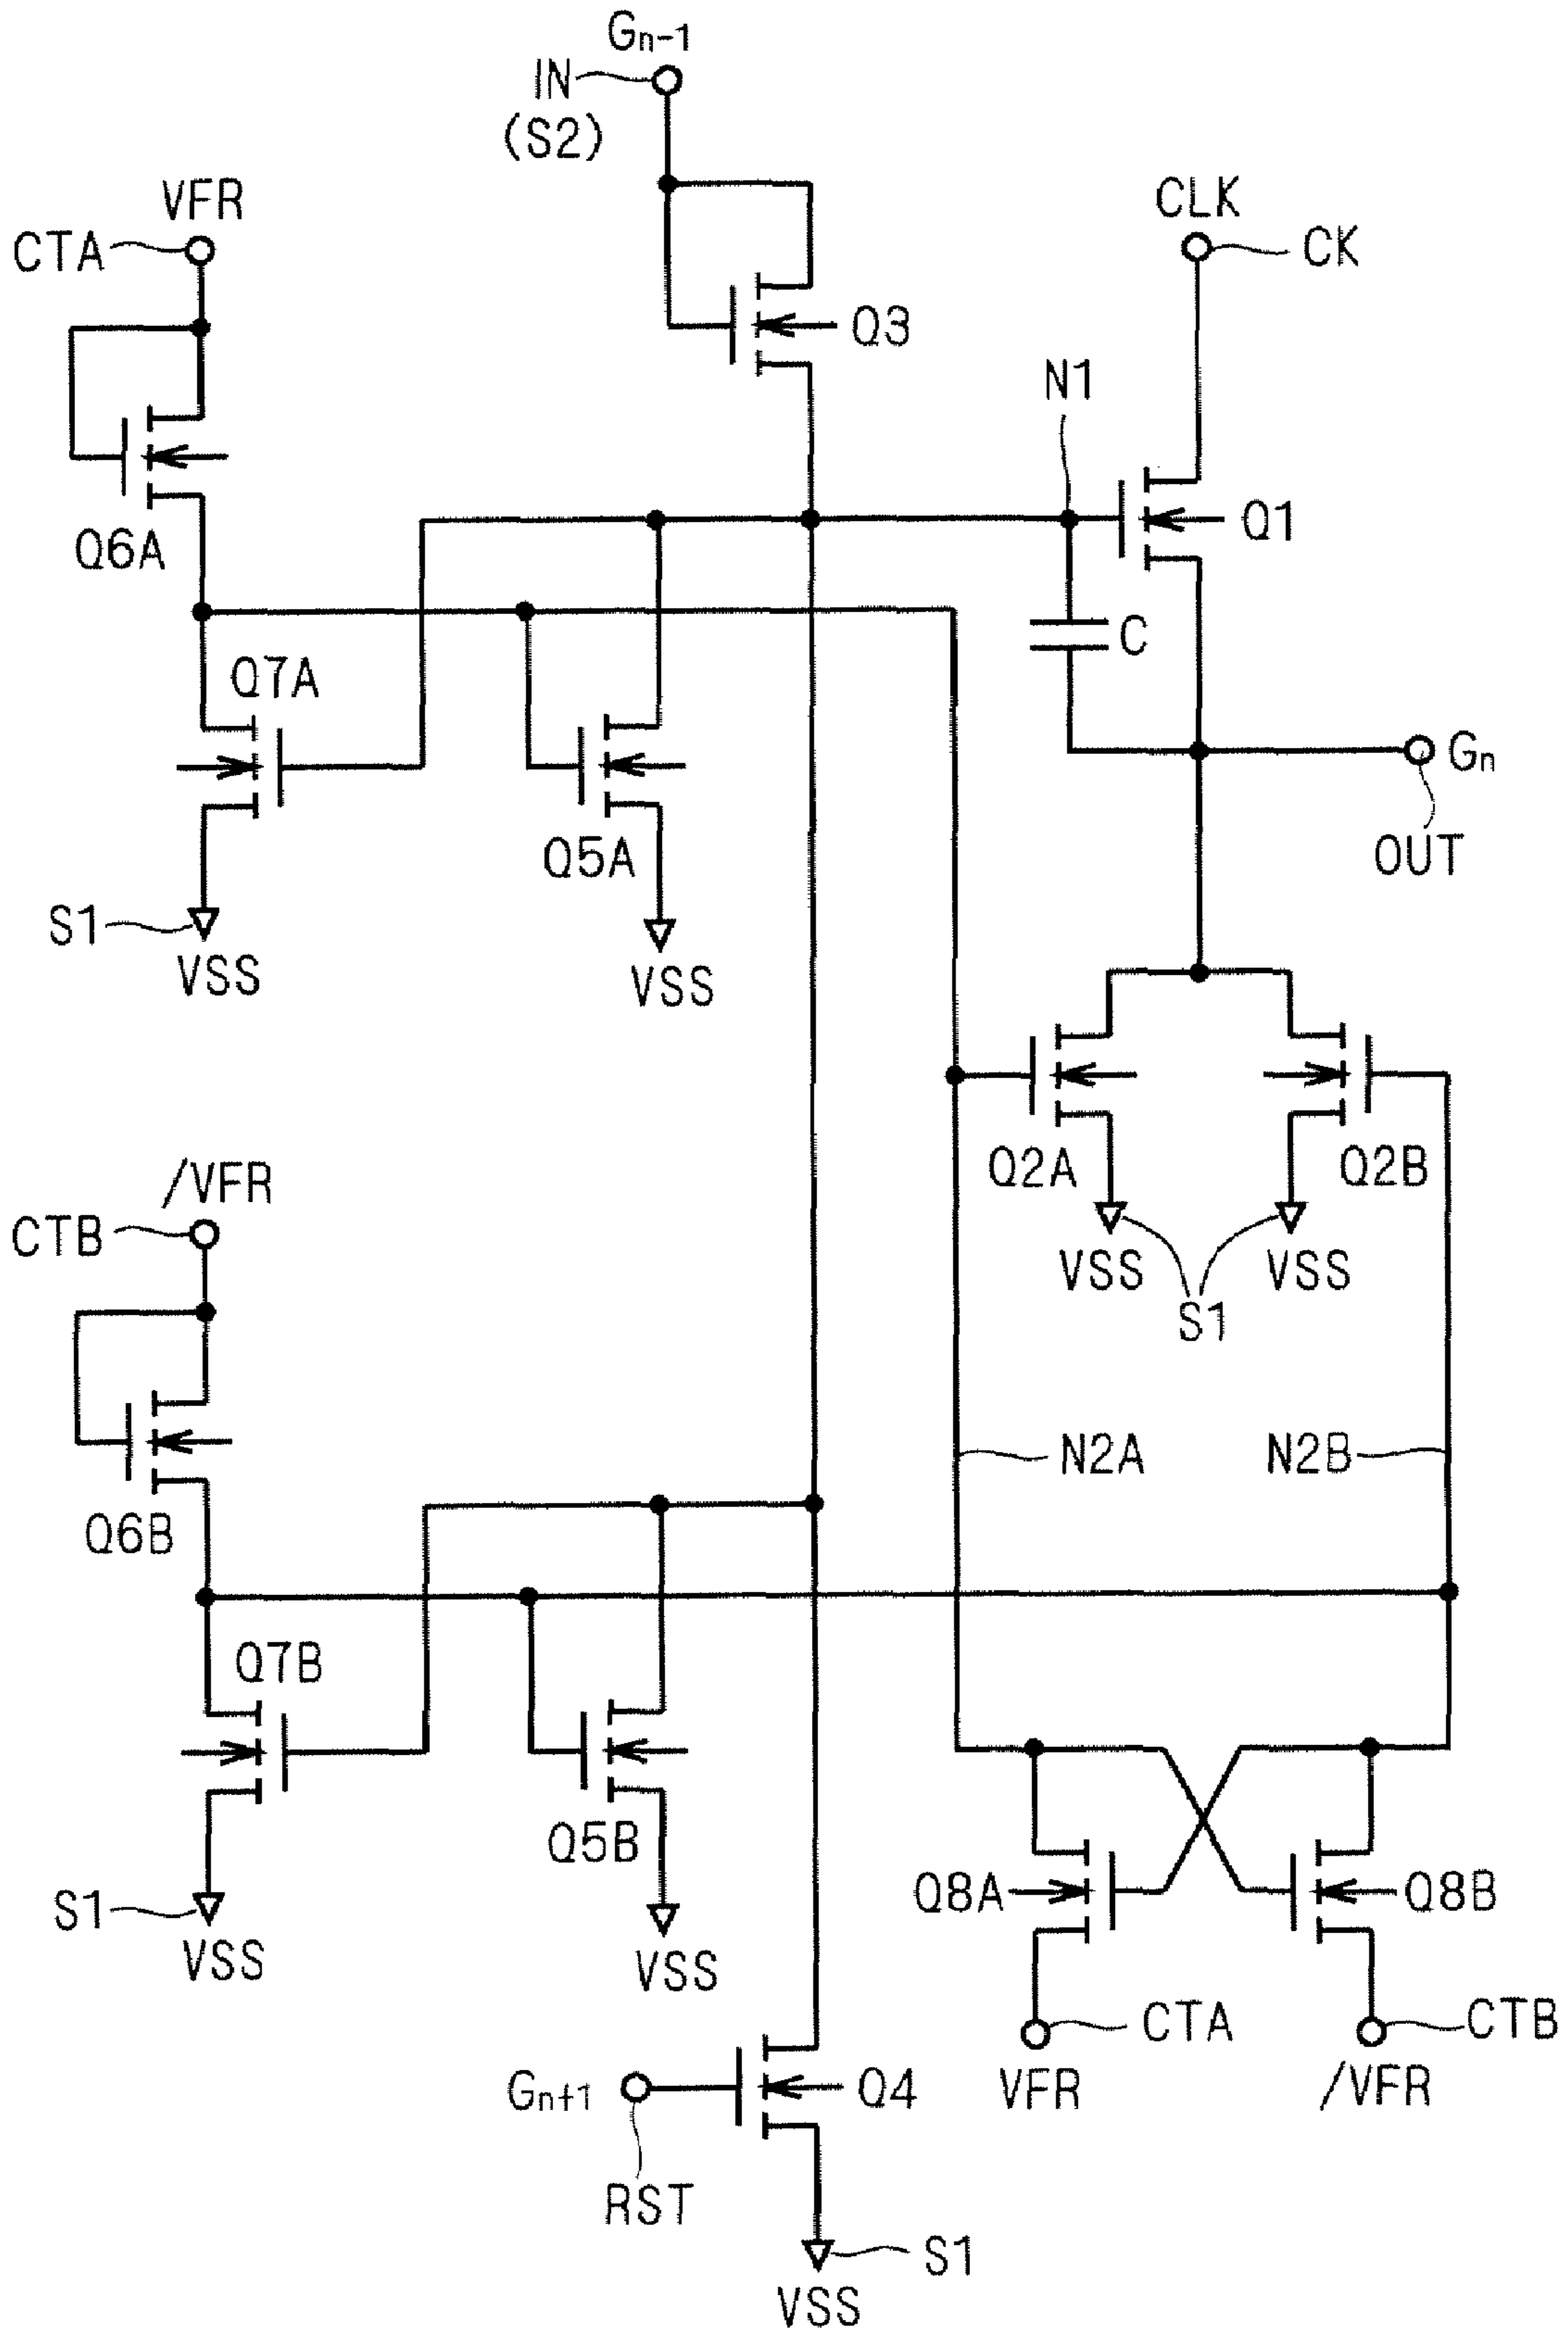 Gn-1
IN
(S2)
VFR
CTA
CLK
CK
Q3
N1
Q6A
Q1
C
Q7A
Gn
OUT
Q5A
S1
VSS
VSS
Q2A
Q2B
/VFR
CTB
VSS
VSS
S1
N2A
N2B
Q6B
Q7B
Q5B
Q8A
Q8B
S1
VSS
VSS
CTA
CTB
VFR
/VFR
Gn+1
Q4
RST
S1
VSS